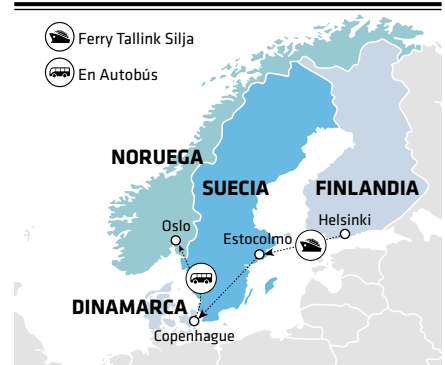 Ferry Tallink Silja
En Autobús
NORUEGA
SUECIA
FINLANDIA
Oslo
Estocolmo
Helsinki
DINAMARCA
Copenhague